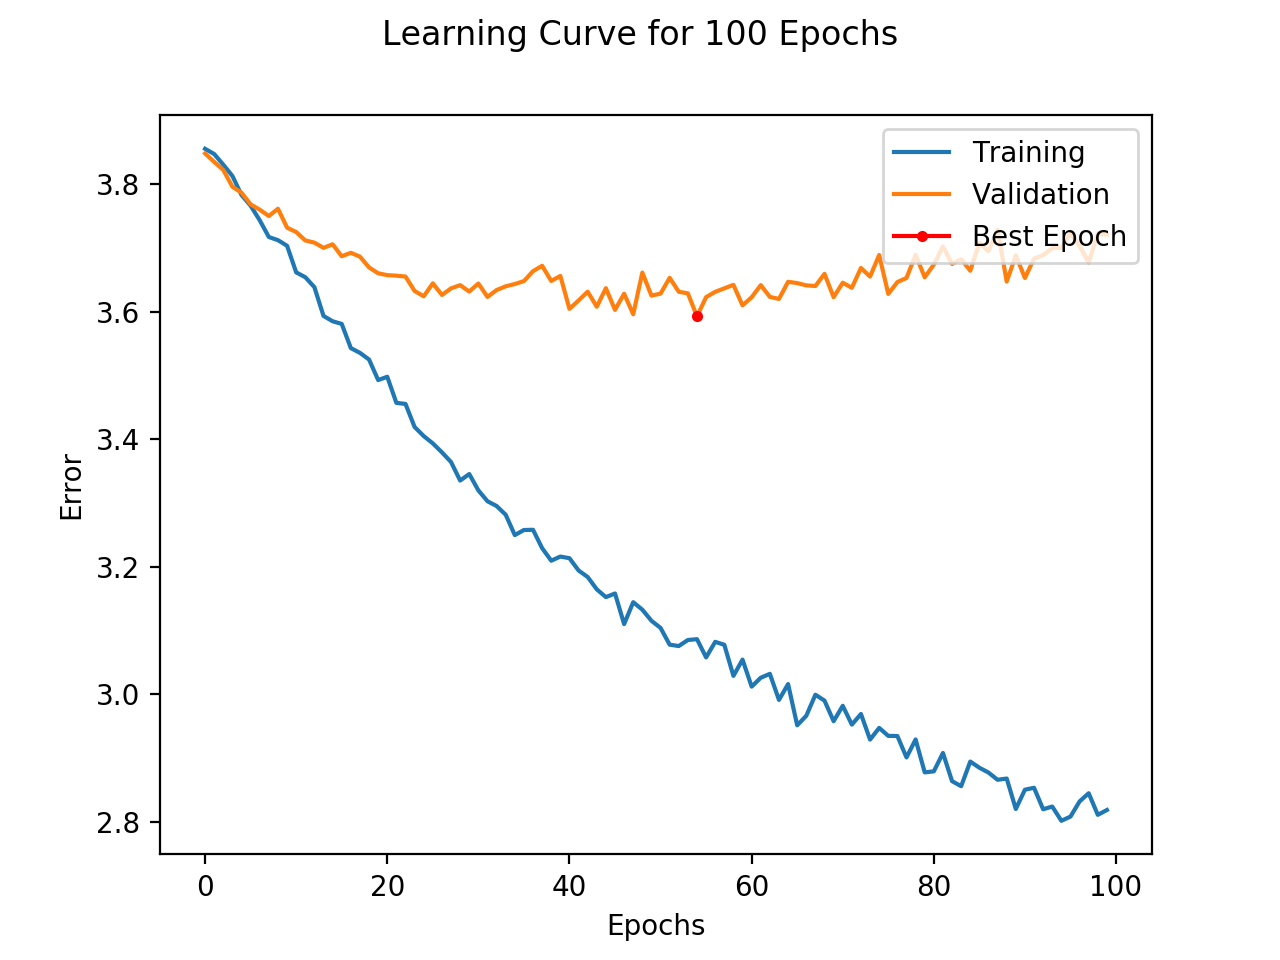 Learning Curve for 100 Epochs
Training
Validation
Best Epoch
3.8
3.6
3.4
3.2
3.0
2.8
Error
0 20 40 60 80 100
Epochs